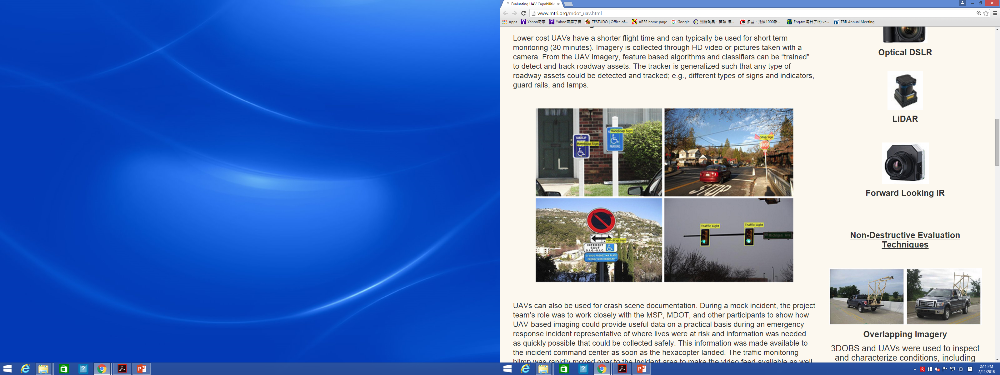 Evaluating UAV Capabilitie
www.mtri.org/mdot_uav.html
Apps Yahoo奇摩 Yahoo奇摩字典 TESTUDO | Office of... ARES home page Google 劍橋詞典：英語-漢... 多益、托福1000難... Eng.tw 每日字根: ve... TRB Annual Meeting
Lower cost UAVs have a shorter flight time and can typically be used for short term
monitoring (30 minutes). Imagery is collected through HD video or pictures taken with a
camera. From the UAV imagery, feature based algorithms and classifiers can be “trained”
to detect and track roadway assets. The tracker is generalized such that any type of
roadway assets could be detected and tracked; e.g., different types of signs and indicators,
guard rails, and lamps.
HANDICAP
Handicap Sign
Handicap Sign
PARKING
Stop Sign
STOP
STOP
Handicap Sign
INTERDIT
SAUF
G.I.G.-G.I.C.
SI VOUS PRENEZ MA PLACE
PRENEZ MON HANDICAP
Traffic Light
Traffic Light
Michigan Ave
UAVs can also be used for crash scene documentation. During a mock incident, the project
team’s role was to work closely with the MSP, MDOT, and other participants to show how
UAV-based imaging could provide useful data on a practical basis during an emergency
response incident representative of where lives were at risk and information was needed
as quickly possible that could be collected safely. This information was made available to
the incident command center as soon as the hexacopter landed. The traffic monitoring
blimp was rapidly moved over to the incident area to make the video feed available as well
Optical DSLR
LiDAR
Forward Looking IR
Non-Destructive Evaluation
Techniques
Overlapping Imagery
3DOBS and UAVs were used to inspect
and characterize conditions, including
2:11 PM
2/11/2016